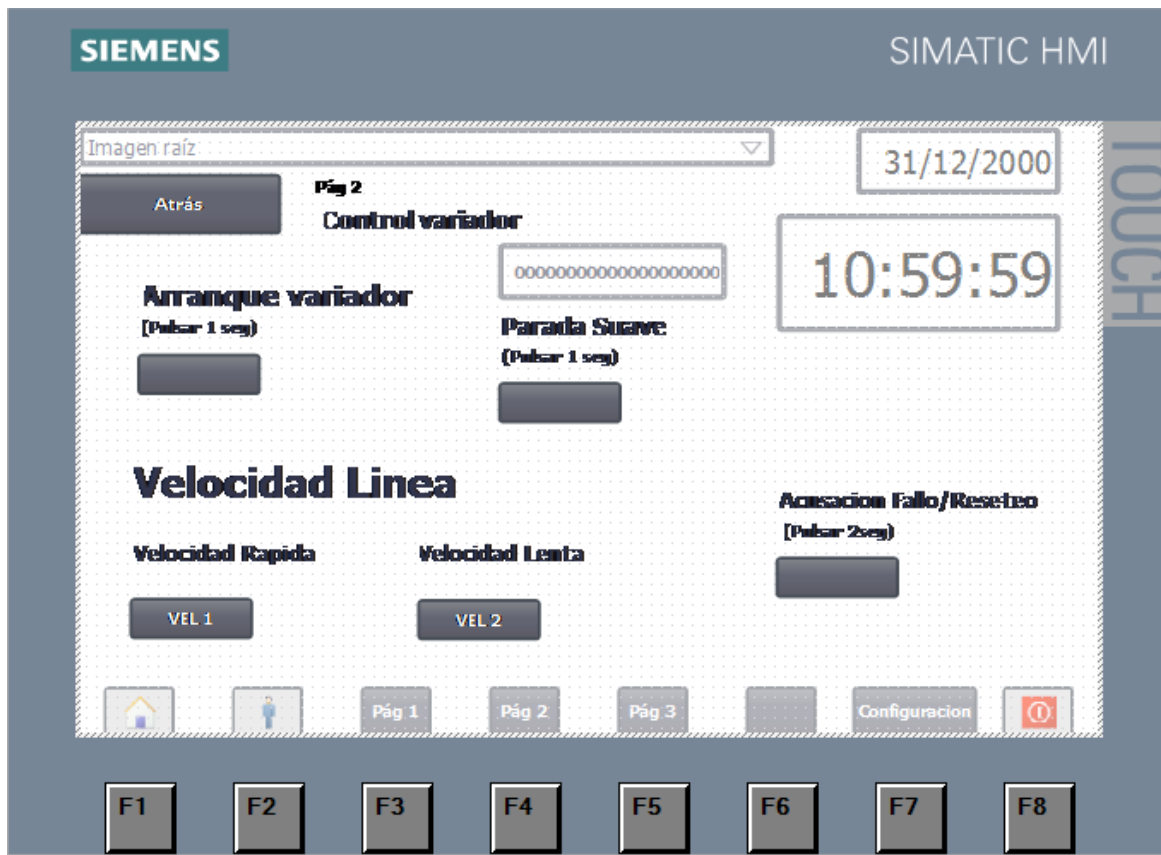 SIEMENS
SIMATIC HMI
TOUCH
Imagen raíz
31/12/2000
Atrás
Pág 2
Control variador
00000000000000000000
10:59:59
Arranque variador
(Pulsar 1 seg)
Parada Suave
(Pulsar 1 seg)
Velocidad Linea
Acusacion Fallo/Reseteo
(Pulsar 2seg)
Velocidad Rapida
Velocidad Lenta
VEL 1
VEL 2
Pág 1
Pág 2
Pág 3
Configuracion
F1
F2
F3
F4
F5
F6
F7
F8